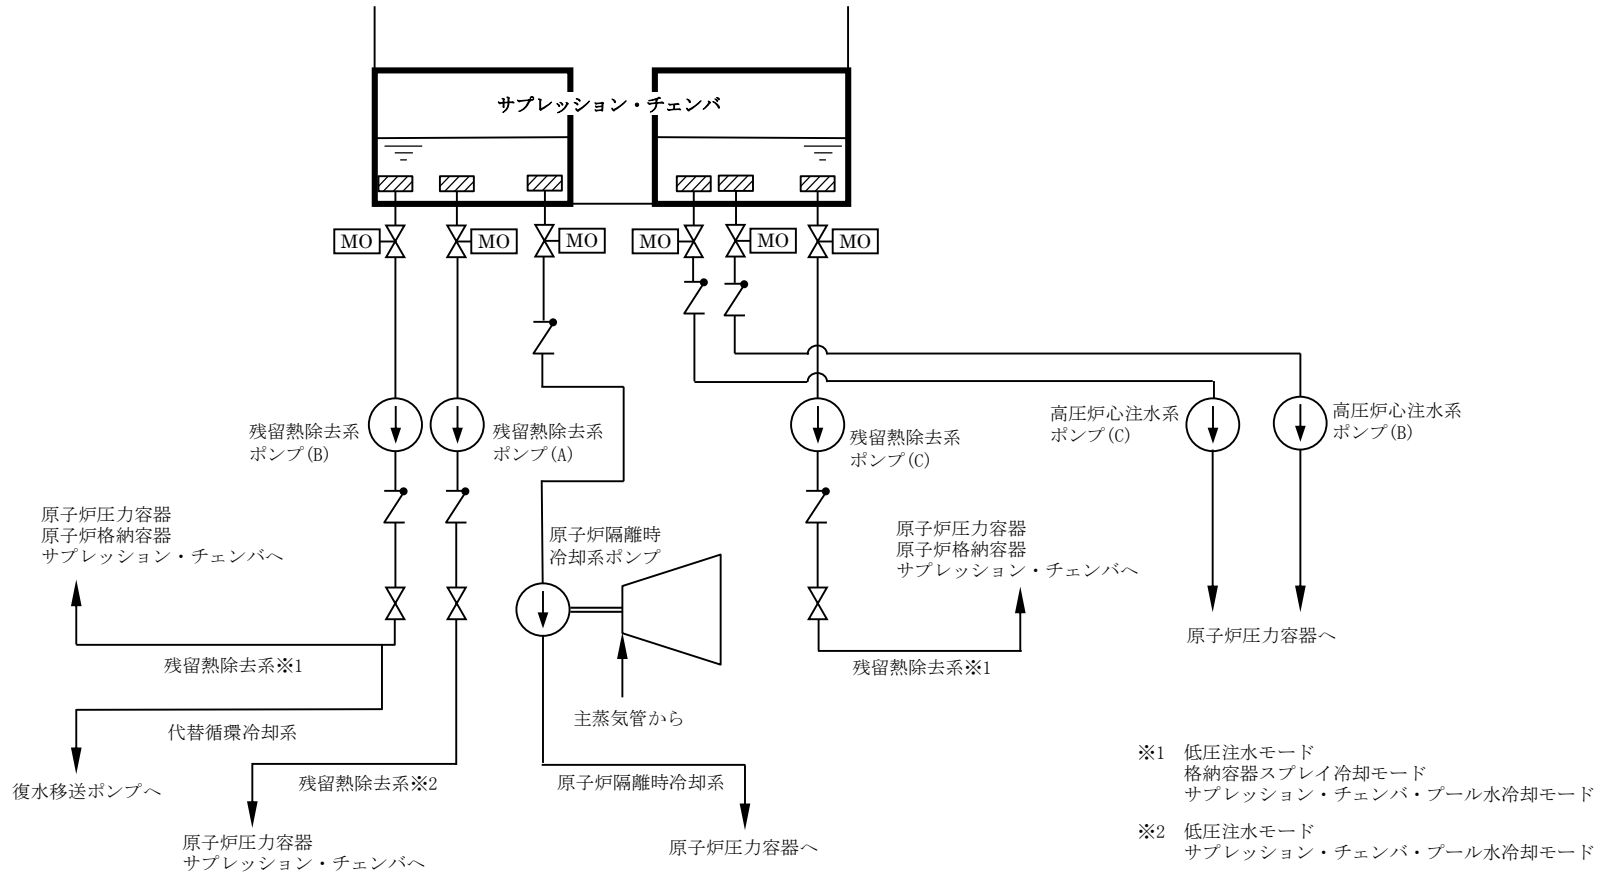 サプレッション・チェンバ
MO
MO
MO
MO
MO
MO
残留熱除去系
ポンプ(B)
残留熱除去系
ポンプ(A)
残留熱除去系
ポンプ(C)
高圧炉心注水系
ポンプ(C)
高圧炉心注水系
ポンプ(B)
原子炉圧力容器
原子炉格納容器
サプレッション・チェンバへ
原子炉隔離時
冷却系ポンプ
原子炉圧力容器
原子炉格納容器
サプレッション・チェンバへ
原子炉圧力容器へ
残留熱除去系※1
残留熱除去系※1
主蒸気管から
代替循環冷却系
復水移送ポンプへ
残留熱除去系※2
原子炉隔離時冷却系
原子炉圧力容器
サプレッション・チェンバへ
原子炉圧力容器へ
※1 低圧注水モード
格納容器スプレイ冷却モード
サプレッション・チェンバ・プール水冷却モード
※2 低圧注水モード
サプレッション・チェンバ・プール水冷却モード